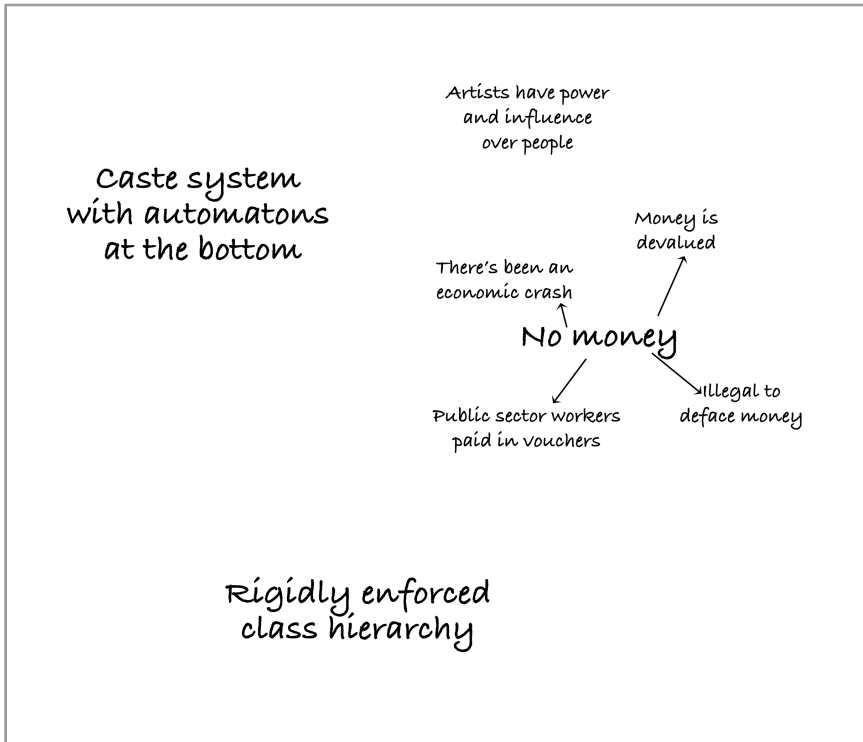 Artists have power
and influence
over people
Caste system
with automatons
at the bottom
Money is
devalued
There's been an
economic crash
No money
Illegal to
deface money
Public sector workers
paid in vouchers
Rigidly enforced
class hierarchy